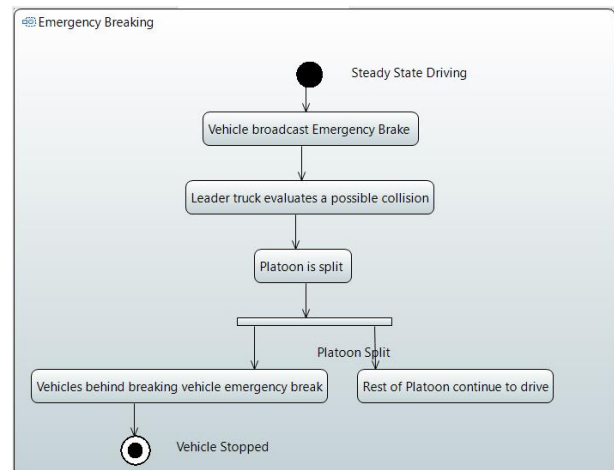 Emergency Breaking
Steady State Driving
Vehicle broadcast Emergency Brake
Leader truck evaluates a possible collision
Platoon is split
Platoon Split
Vehicles behind breaking vehicle emergency break
Rest of Platoon continue to drive
Vehicle Stopped